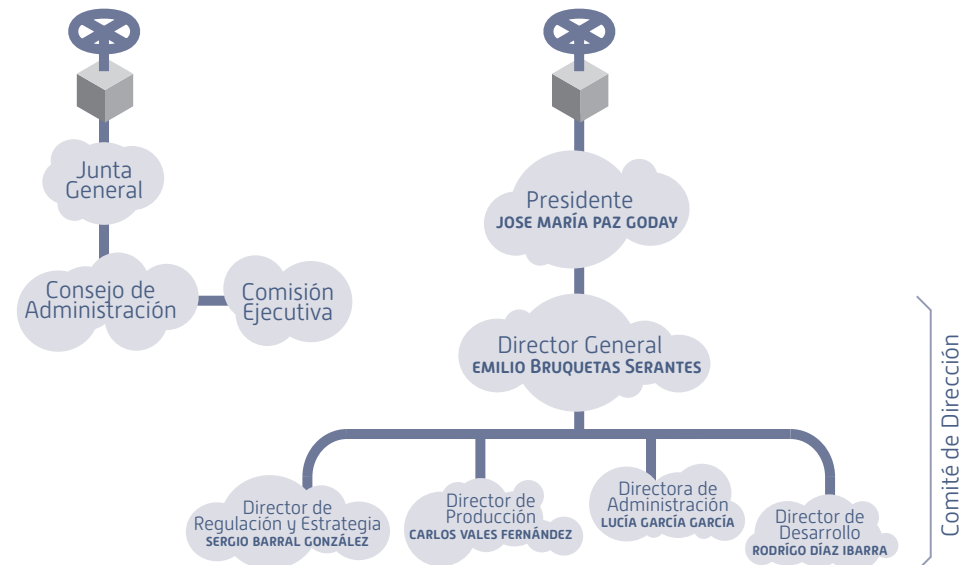 Junta
General
Consejo de
Administración
Comisión
Ejecutiva
Presidente
JOSE MARÍA PAZ GODAY
Director General
EMILIO BRUQUETAS SERANTES
Director de
Regulación y Estrategia
SERGIO BARRAL GONZÁLEZ
Director de
Producción
CARLOS VALES FERNÁNDEZ
Directora de
Administración
LUCÍA GARCÍA GARCÍA
Director de
Desarrollo
RODRÍGO DÍAZ IBARRA
Comité de Dirección